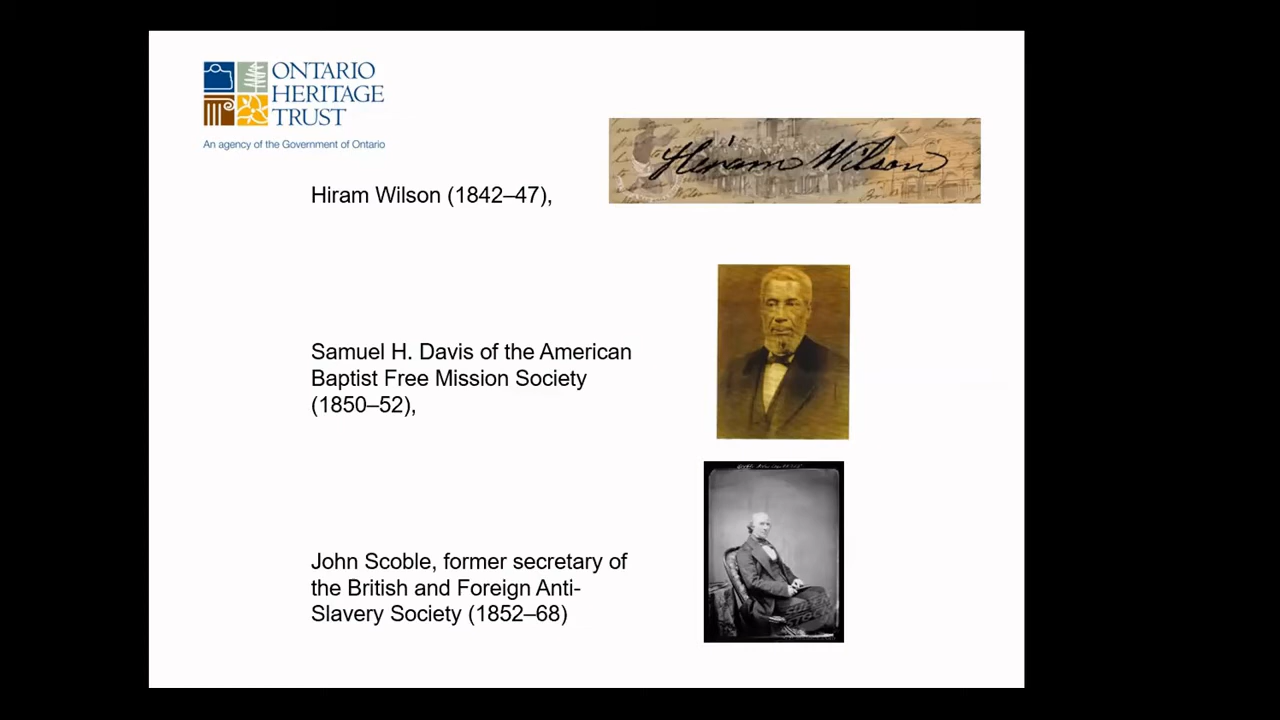 ONTARIO
HERITAGE
TRUST
An agency of the Government of Ontario
Hiram Wilson
Hiram Wilson (1842–47),
Samuel H. Davis of the American
Baptist Free Mission Society
(1850–52),
John Scoble, former secretary of
the British and Foreign Anti-
Slavery Society (1852–68)